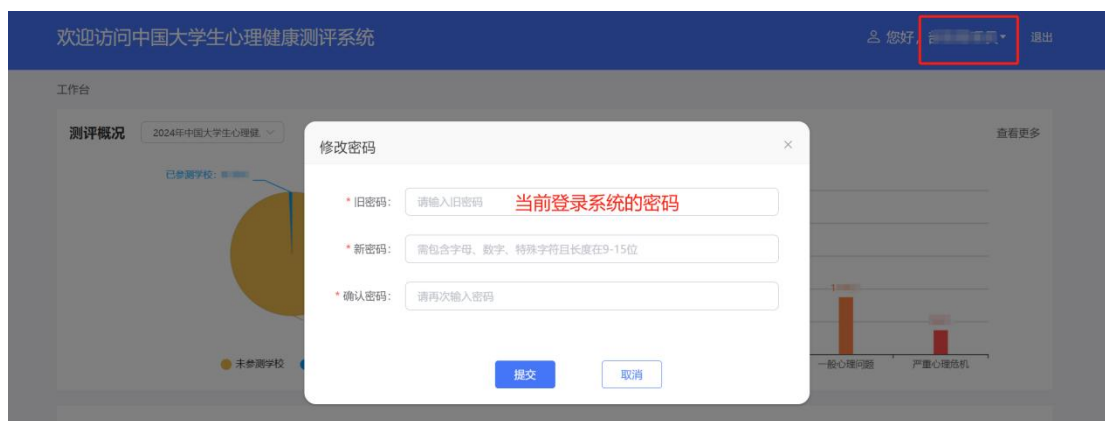 欢迎访问中国大学生心理健康测评系统
您好,
退出
工作台
测评概况
2024年中国大学生心理健
查看更多
已参测学校:
修改密码
* 旧密码:
请输入旧密码
当前登录系统的密码
* 新密码:
需包含字母、数字、特殊字符且长度在9-15位
* 确认密码:
请再次输入密码
提交
取消
未参测学校
一般心理问题
严重心理危机